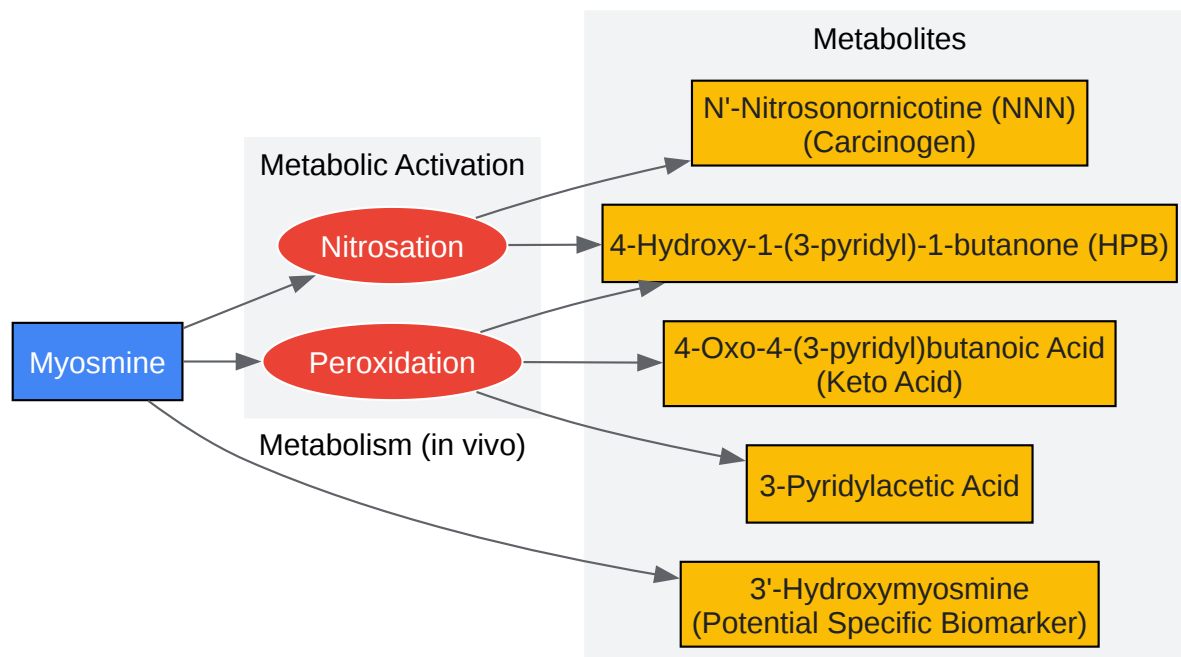 Metabolites
N'-Nitrosonornicotine (NNN)
(Carcinogen)
Metabolic Activation
Nitrosation
4-Hydroxy-1-(3-pyridyl)-1-butanone (HPB)
Myosmine
Peroxidation
4-Oxo-4-(3-pyridyl)butanoic Acid
(Keto Acid)
Metabolism (in vivo)
3-Pyridylacetic Acid
3'-Hydroxymyosmine
(Potential Specific Biomarker)